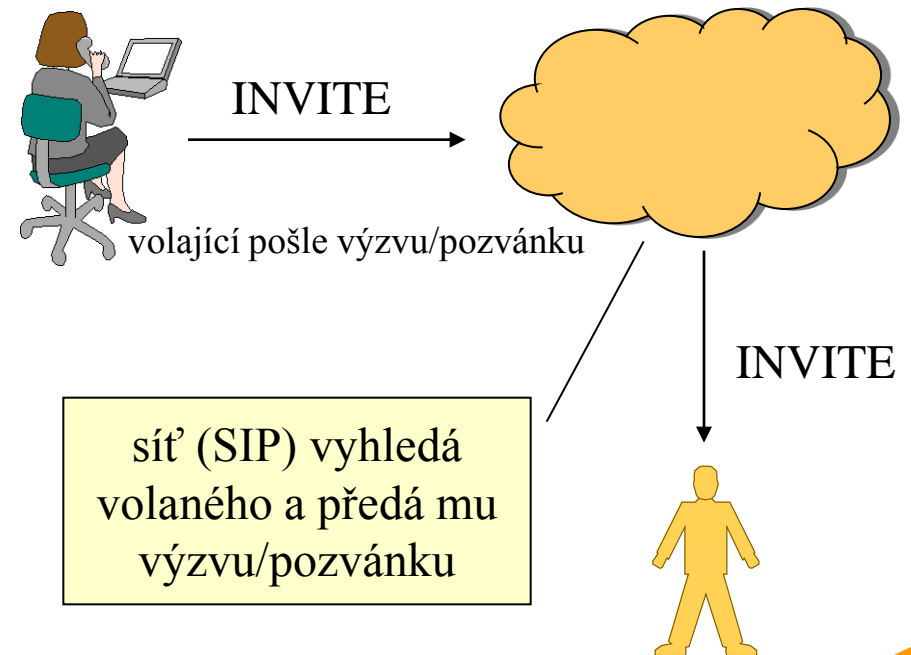 INVITE
volající pošle výzvu/pozvánku
INVITE
síť (SIP) vyhledá
volaného a předá mu
výzvu/pozvánku